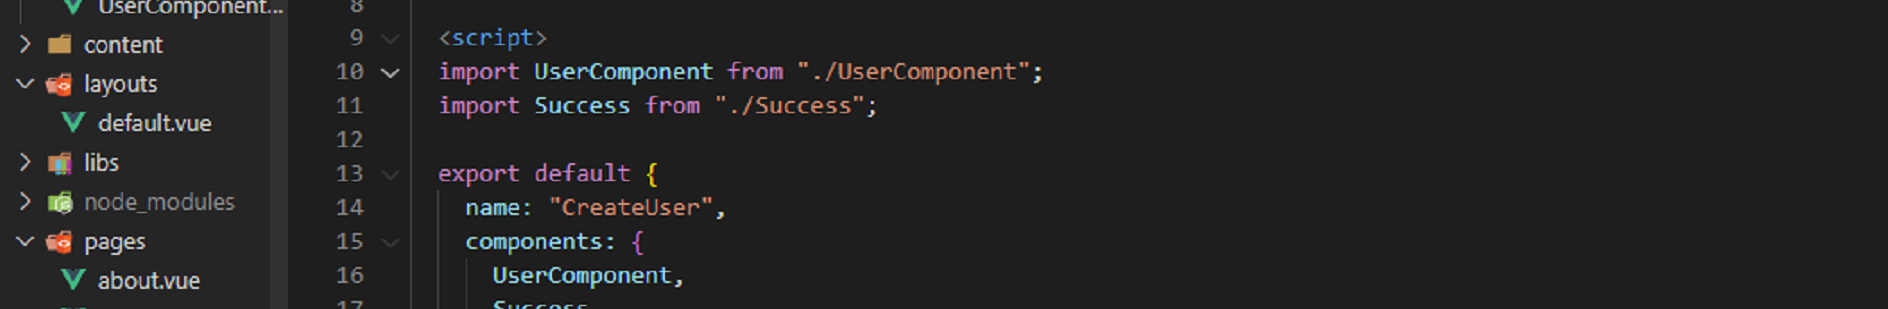 UserComponent...
content
layouts
default.vue
libs
node_modules
pages
about.vue
8
9 <script>
10 import UserComponent from "./UserComponent";
11 import Success from "./Success";
12
13 export default {
14 name: "CreateUser",
15 components: {
16 UserComponent,
17 Success